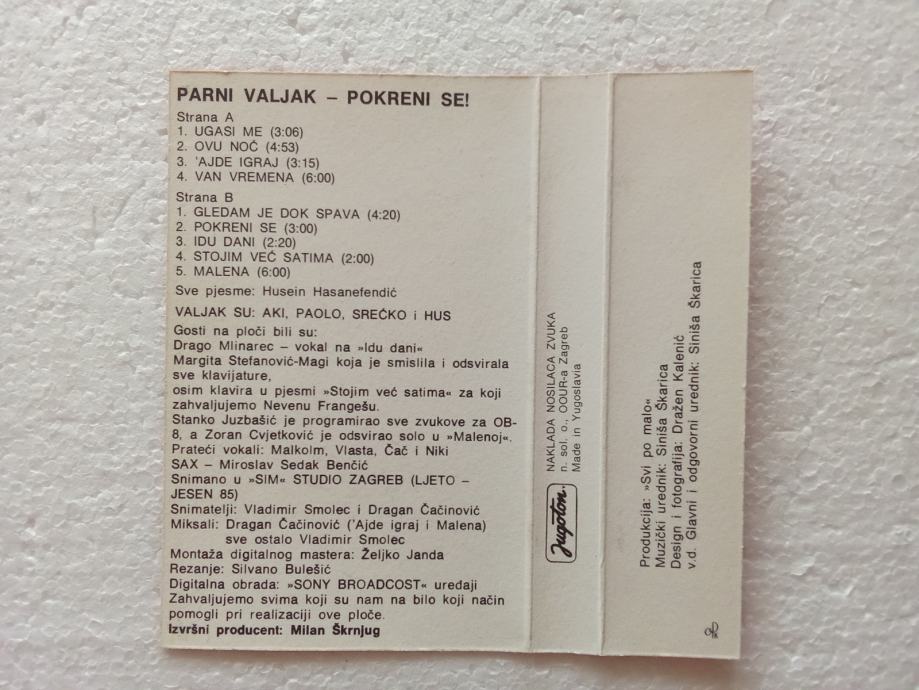 PARNI VALJAK – POKRENI SE!
Strana A
1. UGASI ME (3:06)
2. OVU NOĆ (4:53)
3. 'AJDE IGRAJ (3:15)
4. VAN VREMENA (6:00)
Strana B
1. GLEDAM JE DOK SPAVA (4:20)
2. POKRENI SE (3:00)
3. IDU DANI (2:20)
4. STOJIM VEĆ SATIMA (2:00)
5. MALENA (6:00)
Sve pjesme: Husein Hasanefendić
VALJAK SU: AKI, PAOLO, SREĆKO i HUS
Gosti na ploči bili su:
Drago Mlinarec – vokal na »Idu dani«
Margita Stefanović-Magi koja je smislila i odsvirala
sve klavijature,
osim klavira u pjesmi »Stojim već satima« za koji
zahvaljujemo Nevenu Frangešu.
Stanko Juzbašić je programirao sve zvukove za OB-
8, a Zoran Cvjetković je odsvirao solo u »Malenoj«.
Prateći vokali: Malkolm, Vlasta, Čač i Niki
SAX – Miroslav Sedak Benčić
Snimano u »SIM« STUDIO ZAGREB (LJETO –
JESEN 85)
Snimatelji: Vladimir Smolec i Dragan Čačinović
Miksali: Dragan Čačinović ('Ajde igraj i Malena)
sve ostalo Vladimir Smolec
Montaža digitalnog mastera: Željko Janda
Rezanje: Silvano Bulešić
Digitalna obrada: »SONY BROADCOST« uređaji
Zahvaljujemo svima koji su nam na bilo koji način
pomogli pri realizaciji ove ploče.
Izvršni producent: Milan Škrnjug
Jugoton
NAKLADA NOSILACA ZVUKA
n. sol. o., OOUR-a Zagreb
Made in Yugoslavia
Produkcija: »Svi po malo«
Muzički urednik: Siniša Škarica
Design i fotografija: Dražen Kalenić
v.d. Glavni i odgovorni urednik: Siniša Škarica